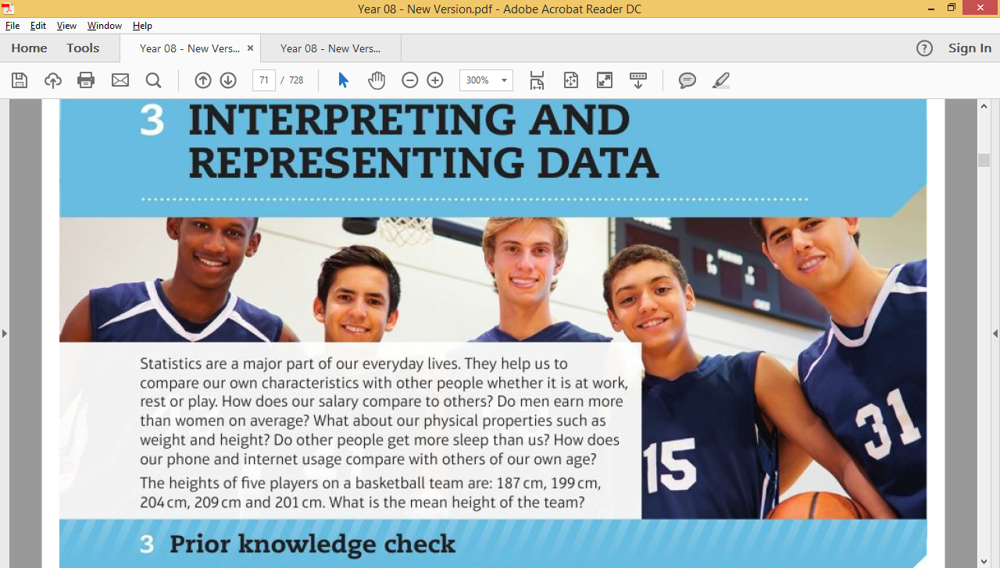 Year 08 - New Version.pdf - Adobe Acrobat Reader DC
File Edit View Window Help
Home Tools Year 08 - New Vers... × Year 08 - New Vers... ? Sign In
71 / 728 300%
3 INTERPRETING AND
REPRESENTING DATA
PERIOD
Statistics are a major part of our everyday lives. They help us to
compare our own characteristics with other people whether it is at work,
rest or play. How does our salary compare to others? Do men earn more
than women on average? What about our physical properties such as
weight and height? Do other people get more sleep than us? How does
our phone and internet usage compare with others of our own age?
The heights of five players on a basketball team are: 187 cm, 199 cm,
204 cm, 209 cm and 201 cm. What is the mean height of the team?
15
31
3 Prior knowledge check